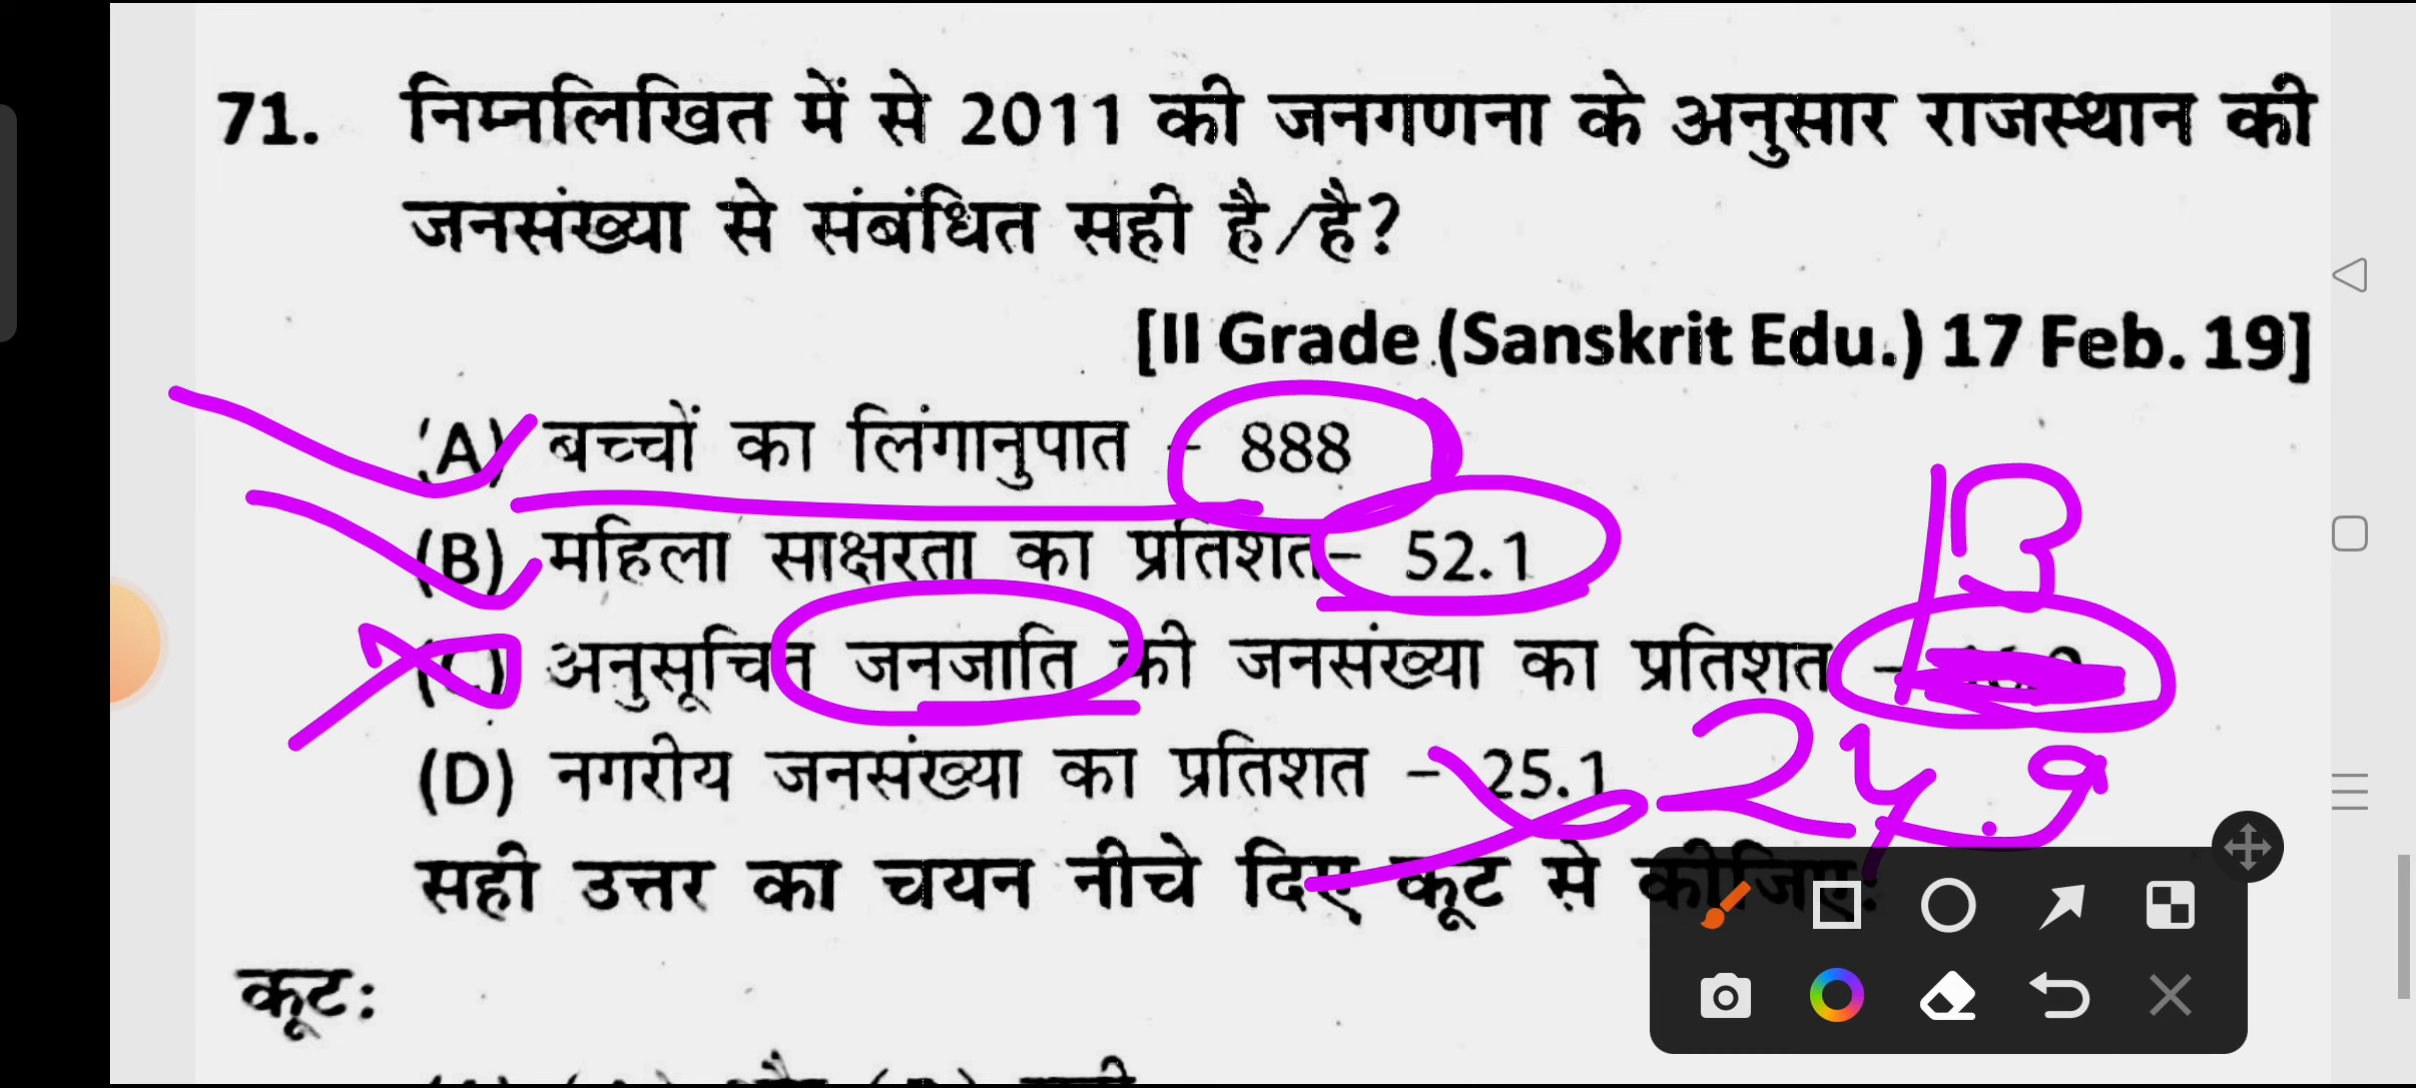 71. निम्नलिखित में से 2011 की जनगणना के अनुसार राजस्थान की
जनसंख्या से संबंधित सही है/है?
[II Grade (Sanskrit Edu.) 17 Feb. 19]
(A) बच्चों का लिंगानुपात – 888
(B) महिला साक्षरता का प्रतिशत– 52.1
13
(C) अनुसूचित जनजाति की जनसंख्या का प्रतिशत –
(D) नगरीय जनसंख्या का प्रतिशत – 25.1 24.9
सही उत्तर का चयन नीचे दिए कूट से कीजिए:
कूट: